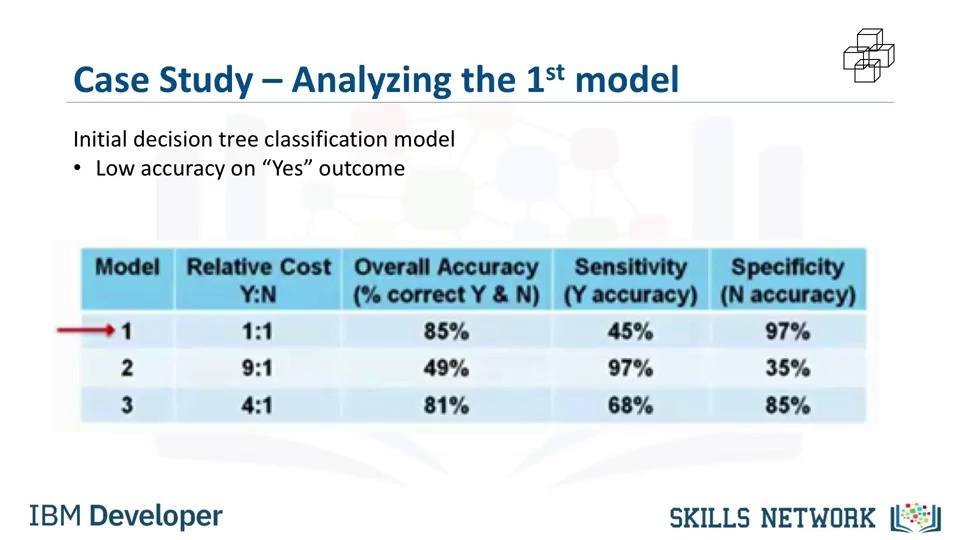 Case Study – Analyzing the 1st model
Initial decision tree classification model
• Low accuracy on “Yes” outcome
Model Relative Cost Y:N Overall Accuracy (% correct Y & N) Sensitivity (Y accuracy) Specificity (N accuracy)
1 1:1 85% 45% 97%
2 9:1 49% 97% 35%
3 4:1 81% 68% 85%
IBM Developer
SKILLS NETWORK